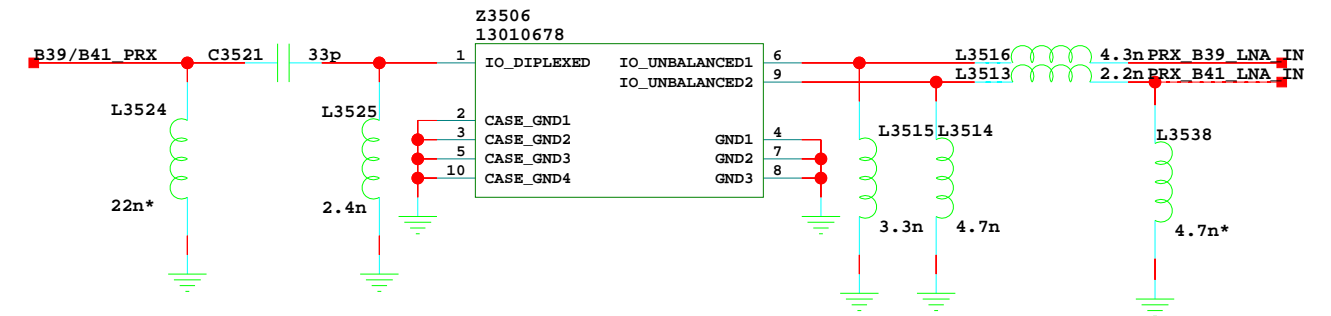 Z3506
13010678
B39/B41_PRX
C3521
33p
1
IO_DIPLEXED
IO_UNBALANCED1
6
L3516
4.3n
PRX_B39_LNA_IN
IO_UNBALANCED2
9
L3513
2.2n
PRX_B41_LNA_IN
L3524
L3525
2
CASE_GND1
3
CASE_GND2
GND1
4
L3515
L3514
L3538
5
CASE_GND3
GND2
7
10
CASE_GND4
GND3
8
22n*
2.4n
3.3n
4.7n
4.7n*